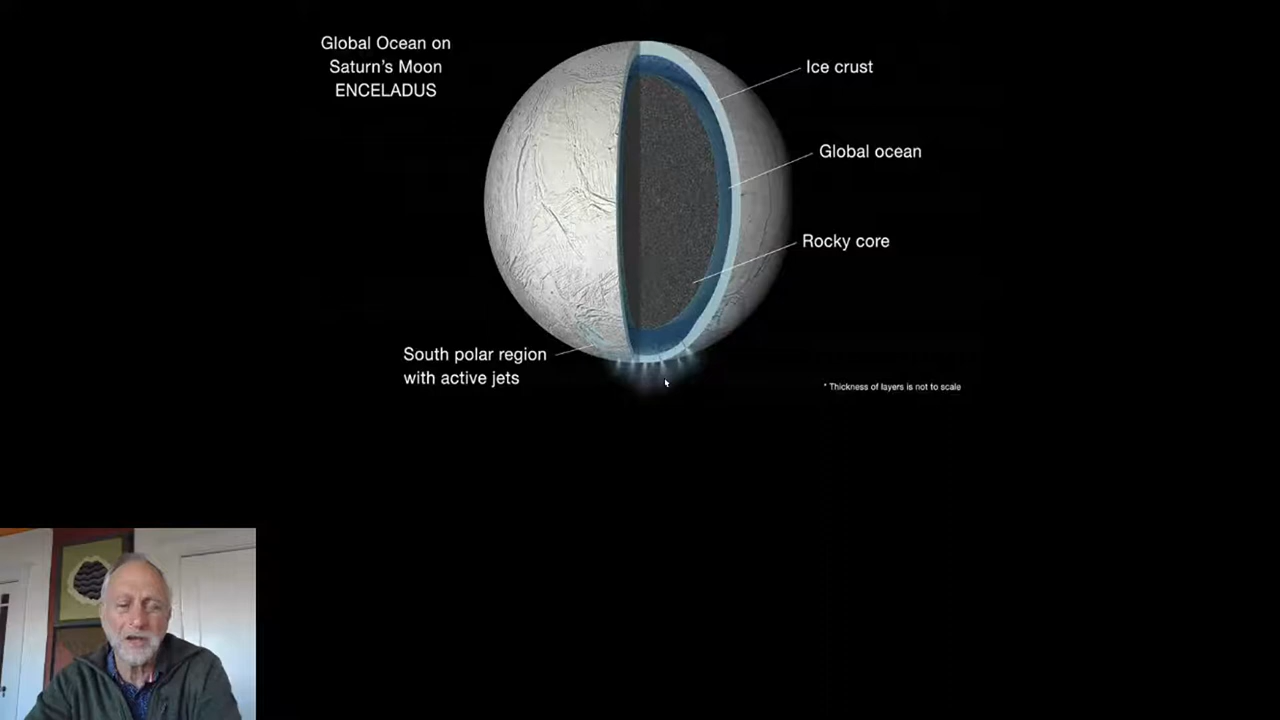 Global Ocean on
Saturn's Moon
ENCELADUS
Ice crust
Global ocean
Rocky core
South polar region
with active jets
* Thickness of layers is not to scale